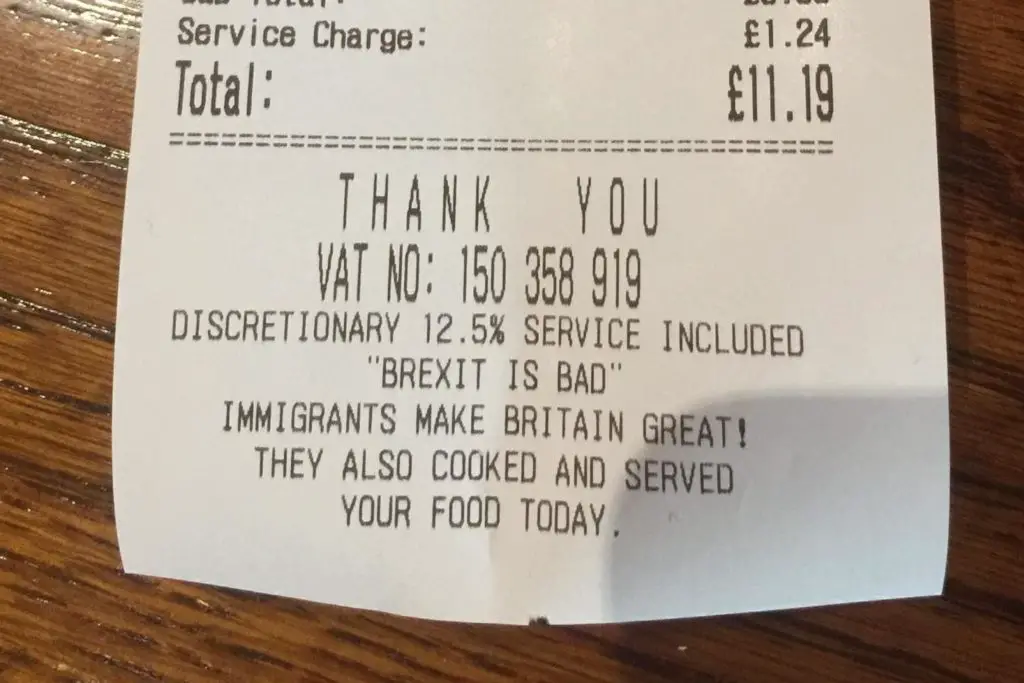 Service Charge: £1.24
Total: £11.19
THANK YOU
VAT NO: 150 358 919
DISCRETIONARY 12.5% SERVICE INCLUDED
"BREXIT IS BAD"
IMMIGRANTS MAKE BRITAIN GREAT!
THEY ALSO COOKED AND SERVED
YOUR FOOD TODAY.